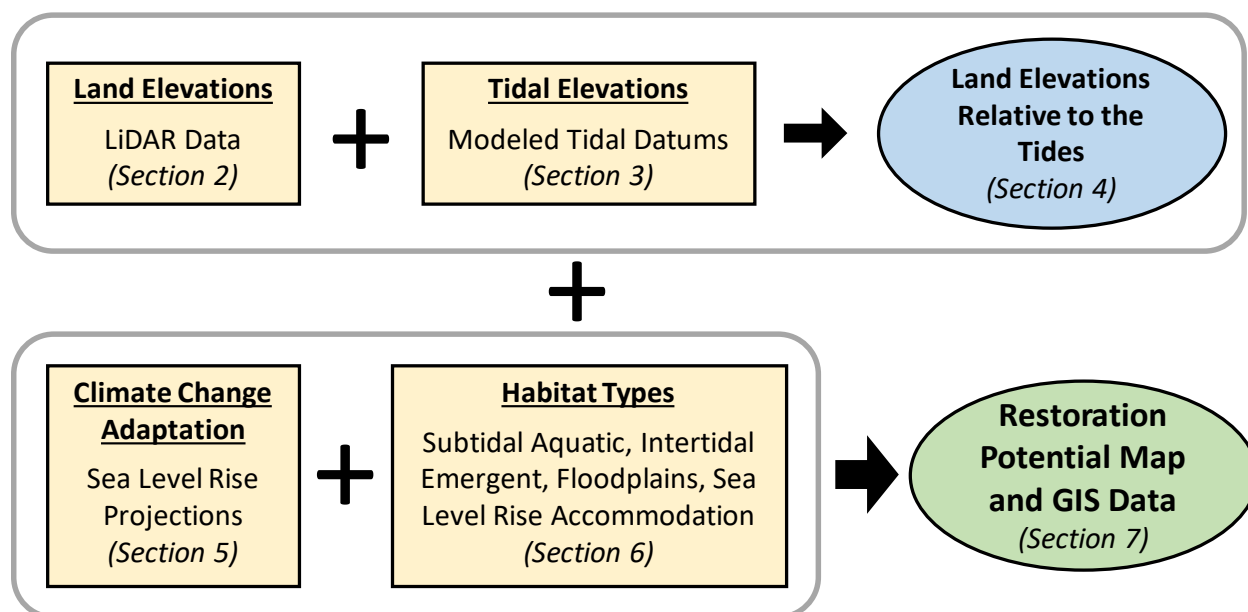 Land Elevations
LiDAR Data
(Section 2)
+
Tidal Elevations
Modeled Tidal Datums
(Section 3)
Land Elevations
Relative to the
Tides
(Section 4)
+
Climate Change
Adaptation
Sea Level Rise
Projections
(Section 5)
+
Habitat Types
Subtidal Aquatic, Intertidal
Emergent, Floodplains, Sea
Level Rise Accommodation
(Section 6)
Restoration
Potential Map
and GIS Data
(Section 7)